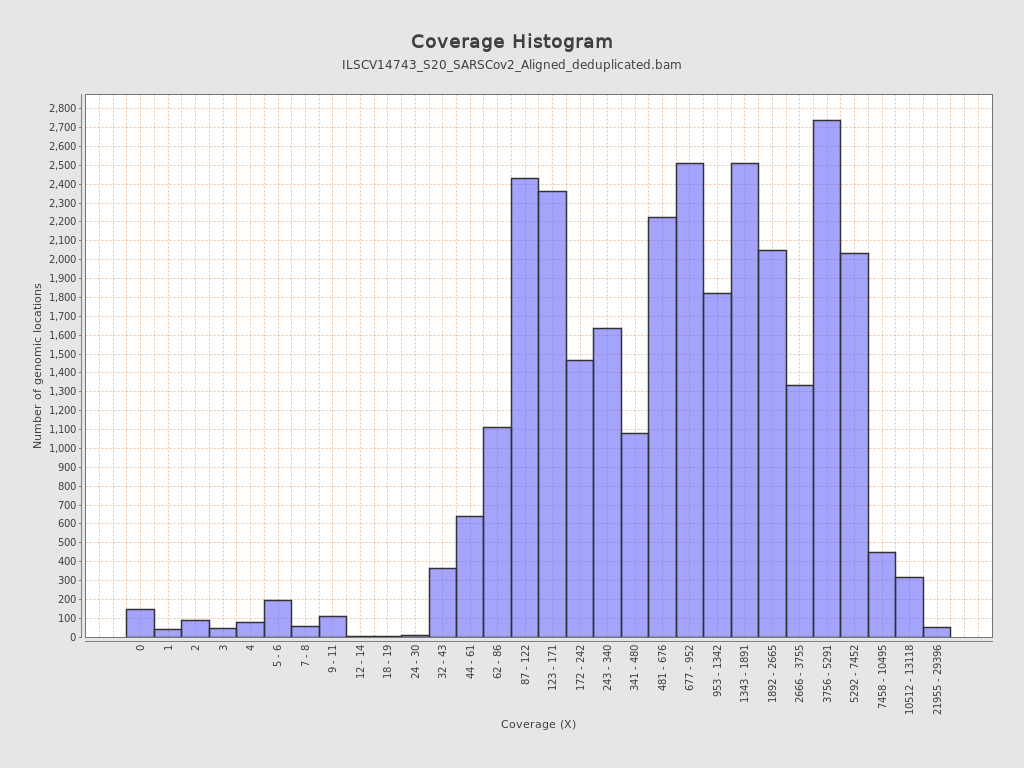 Coverage Histogram
ILSCV14743_S20_SARSCov2_Aligned_deduplicated.bam
Number of genomic locations
2,800
2,700
2,600
2,500
2,400
2,300
2,200
2,100
2,000
1,900
1,800
1,700
1,600
1,500
1,400
1,300
1,200
1,100
1,000
900
800
700
600
500
400
300
200
100
0
0
1
2
3
4
5 - 6
7 - 8
9 - 11
12 - 14
18 - 19
24 - 30
32 - 43
44 - 61
62 - 86
87 - 122
123 - 171
172 - 242
243 - 340
341 - 480
481 - 676
677 - 952
953 - 1342
1343 - 1891
1892 - 2665
2666 - 3755
3756 - 5291
5292 - 7452
7458 - 10495
10512 - 13118
21955 - 29396
Coverage (X)